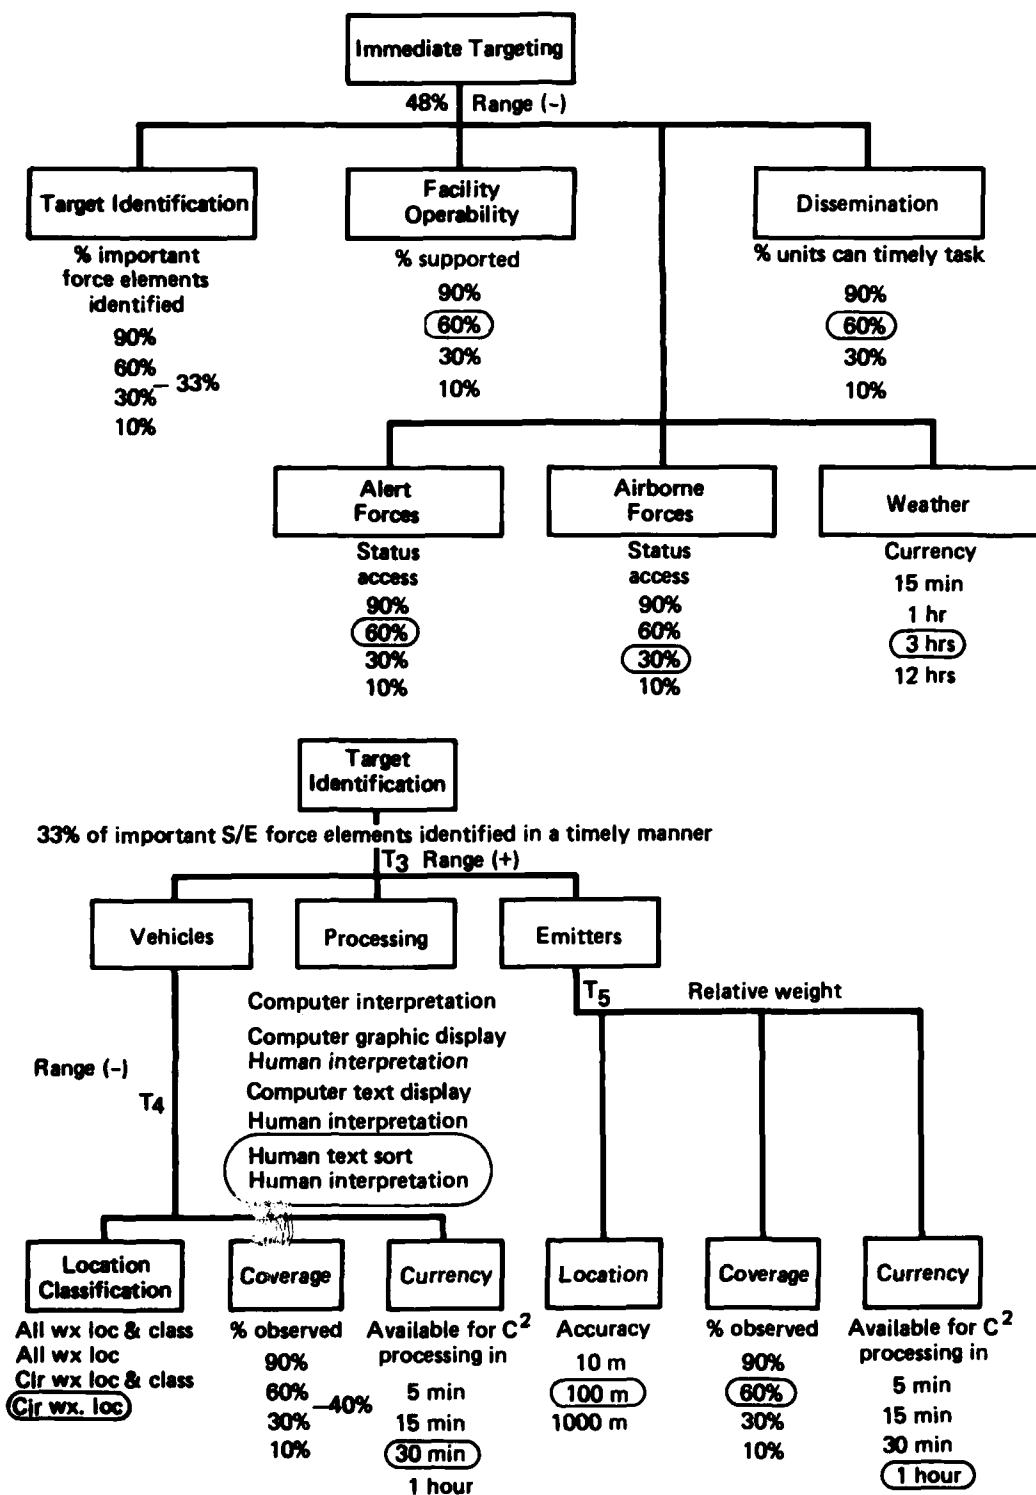 Immediate Targeting
48% Range (-)
Target Identification
% important
force elements
identified
90%
60%
30%
10%
– 33%
Facility
Operability
% supported
90%
60%
30%
10%
Dissemination
% units can timely task
90%
60%
30%
10%
Alert
Forces
Status
access
90%
60%
30%
10%
Airborne
Forces
Status
access
90%
60%
30%
10%
Weather
Currency
15 min
1 hr
3 hrs
12 hrs
Target
Identification
33% of important S/E force elements identified in a timely manner
T3 Range (+)
Vehicles
Processing
Emitters
Computer interpretation
Computer graphic display
Human interpretation
Computer text display
Human interpretation
Human text sort
Human interpretation
Range (-)
T4
T5
Relative weight
Location
Classification
All wx loc & class
All wx loc
Clr wx loc & class
Clr wx. loc
Coverage
% observed
90%
60%
30%
10%
–40%
Currency
Available for C2
processing in
5 min
15 min
30 min
1 hour
Location
Accuracy
10 m
100 m
1000 m
Coverage
% observed
90%
60%
30%
10%
Currency
Available for C2
processing in
5 min
15 min
30 min
1 hour